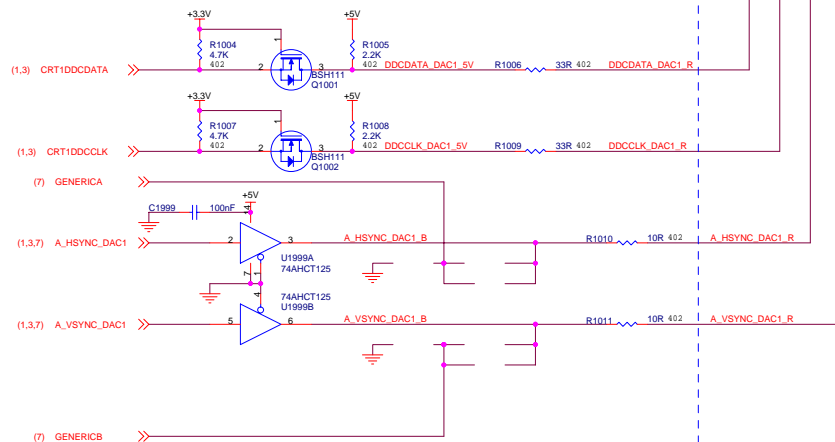 +3.3V
+5V
R1004
4.7K
402
1
2
3
BSH111
Q1001
R1005
2.2K
402
(1,3) CRT1DDCDATA
DDCDATA_DAC1_5V
R1006
33R 402
DDCDATA_DAC1_R
+3.3V
+5V
R1007
4.7K
402
1
2
3
BSH111
Q1002
R1008
2.2K
402
(1,3) CRT1DDCCLK
DDCCLK_DAC1_5V
R1009
33R 402
DDCCLK_DAC1_R
(7) GENERICA
+5V
C1999
100nF
14
(1,3,7) A_HSYNC_DAC1
2
3
A_HSYNC_DAC1_B
R1010
10R 402
A_HSYNC_DAC1_R
U1999A
74AHCT125
7
1
4
74AHCT125
U1999B
(1,3,7) A_VSYNC_DAC1
5
6
A_VSYNC_DAC1_B
R1011
10R 402
A_VSYNC_DAC1_R
(7) GENERICB